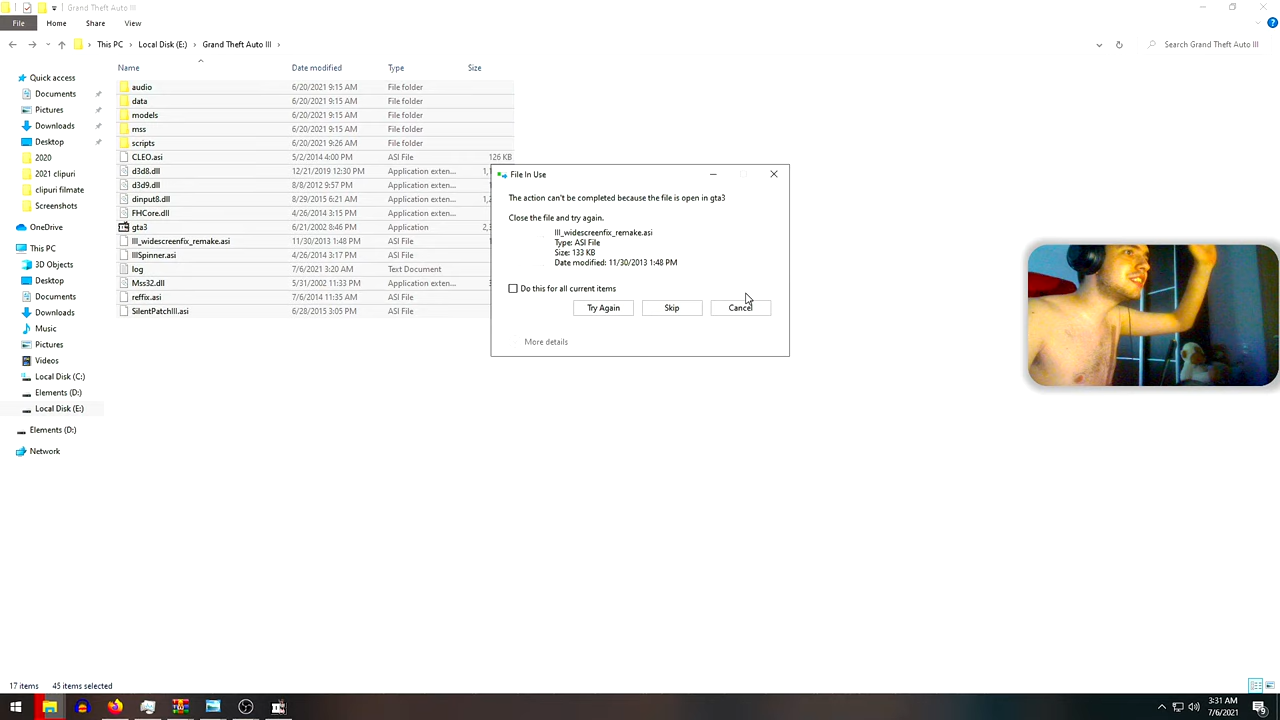 Grand Theft Auto III
File Home Share View
This PC Local Disk (E:) Grand Theft Auto III
Search Grand Theft Auto III
Name Date modified Type Size
Quick access
Documents
Pictures
Downloads
Desktop
2020
2021 clipuri
clipuri filmate
Screenshots
OneDrive
This PC
3D Objects
Desktop
Documents
Downloads
Music
Pictures
Videos
Local Disk (C:)
Elements (D:)
Local Disk (E:)
Elements (D:)
Network
audio 6/20/2021 9:15 AM File folder
data 6/20/2021 9:15 AM File folder
models 6/20/2021 9:15 AM File folder
mss 6/20/2021 9:15 AM File folder
scripts 6/20/2021 9:26 AM File folder
CLEO.asi 5/2/2014 4:00 PM ASI File 126 KB
d3d8.dll 12/21/2019 12:30 PM Application exten... 1,
d3d9.dll 8/8/2012 9:57 PM Application exten...
dinput8.dll 8/29/2015 6:21 AM Application exten... 1,
FHCore.dll 4/26/2014 3:15 PM Application exten...
gta3 6/21/2002 8:46 PM Application 2,
III_widescreenfix_remake.asi 11/30/2013 1:48 PM ASI File
IIISpinner.asi 4/26/2014 3:17 PM ASI File
log 7/6/2021 3:20 AM Text Document
Mss32.dll 5/31/2002 11:33 PM Application exten...
reffix.asi 7/6/2014 11:35 AM ASI File
SilentPatchIII.asi 6/28/2015 3:05 PM ASI File
File In Use
The action can't be completed because the file is open in gta3
Close the file and try again.
III_widescreenfix_remake.asi
Type: ASI File
Size: 133 KB
Date modified: 11/30/2013 1:48 PM
Do this for all current items
Try Again Skip Cancel
More details
17 items 45 items selected
3:31 AM
7/6/2021